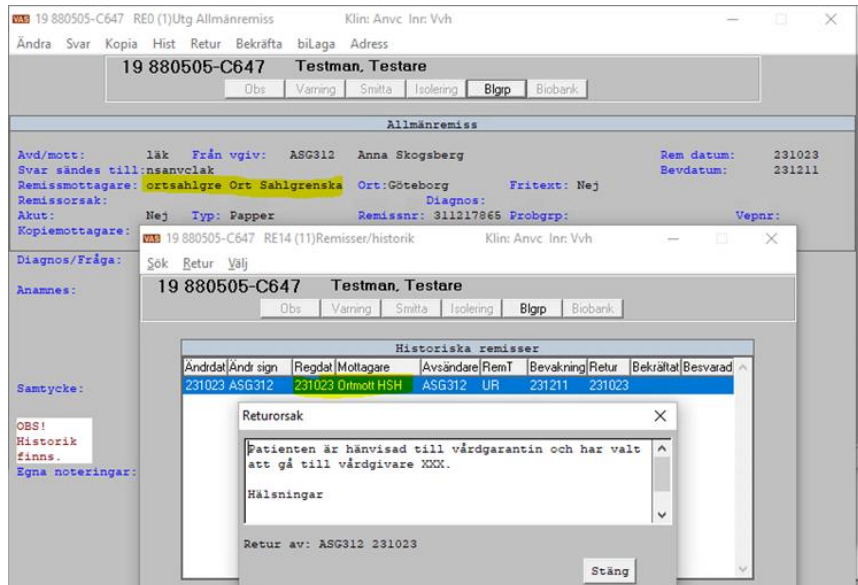 VAS 19 880505-C647 RE0 (1)Utg Allmänremiss Klin: Anvc Inr: Vvh
Ändra Svar Kopia Hist Retur Bekräfta biLaga Adress
19 880505-C647 Testman, Testare
Obs Varning Smitta Isolering Blgrp Biobank
Allmänremiss
Avd/mott: läk Från vgiv: ASG312 Anna Skogsberg Rem datum: 231023
Svar sändes till:nsanvclak Bevdatum: 231211
Remissmottagare: ortsahlgre Ort Sahlgrenska Ort:Göteborg Fritext: Nej
Remissorsak: Diagnos:
Akut: Nej Typ: Papper Remissnr: 311217865 Probgrp: Vepnr:
Kopiemottagare:
Diagnos/Fråga:
Anamnes:
Samtycke:
OBS!
Historik
finns.
Egna noteringar:
VAS 19 880505-C647 RE14 (11)Remisser/historik Klin: Anvc Inr: Vvh
Sök Retur Välj
19 880505-C647 Testman, Testare
Obs Varning Smitta Isolering Blgrp Biobank
Historiska remisser
Ändrdat Ändr sign Regdat Mottagare Avsändare RemT Bevakning Retur Bekräftat Besvarad
231023 ASG312 231023 Ortmott HSH ASG312 UR 231211 231023
Returorsak
Patienten är hänvisad till vårdgarantin och har valt
att gå till vårdgivare XXX.
Hälsningar
Retur av: ASG312 231023
Stäng